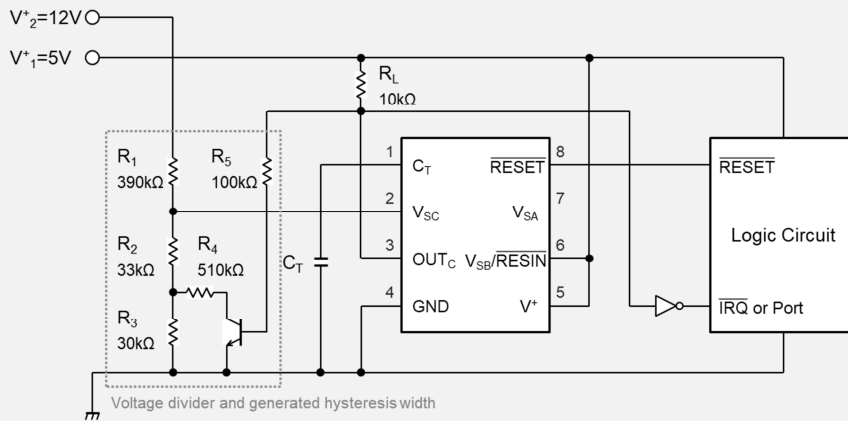 V⁺₂=12V
V⁺₁=5V
R_L
10kΩ
R₁
390kΩ
R₅
100kΩ
R₂
33kΩ
R₄
510kΩ
R₃
30kΩ
C_T
1
C_T
2
V_SC
3
OUT_C
4
GND
8
RESET
7
V_SA
6
V_SB/RESIN
5
V⁺
RESET
Logic Circuit
IRQ or Port
Voltage divider and generated hysteresis width